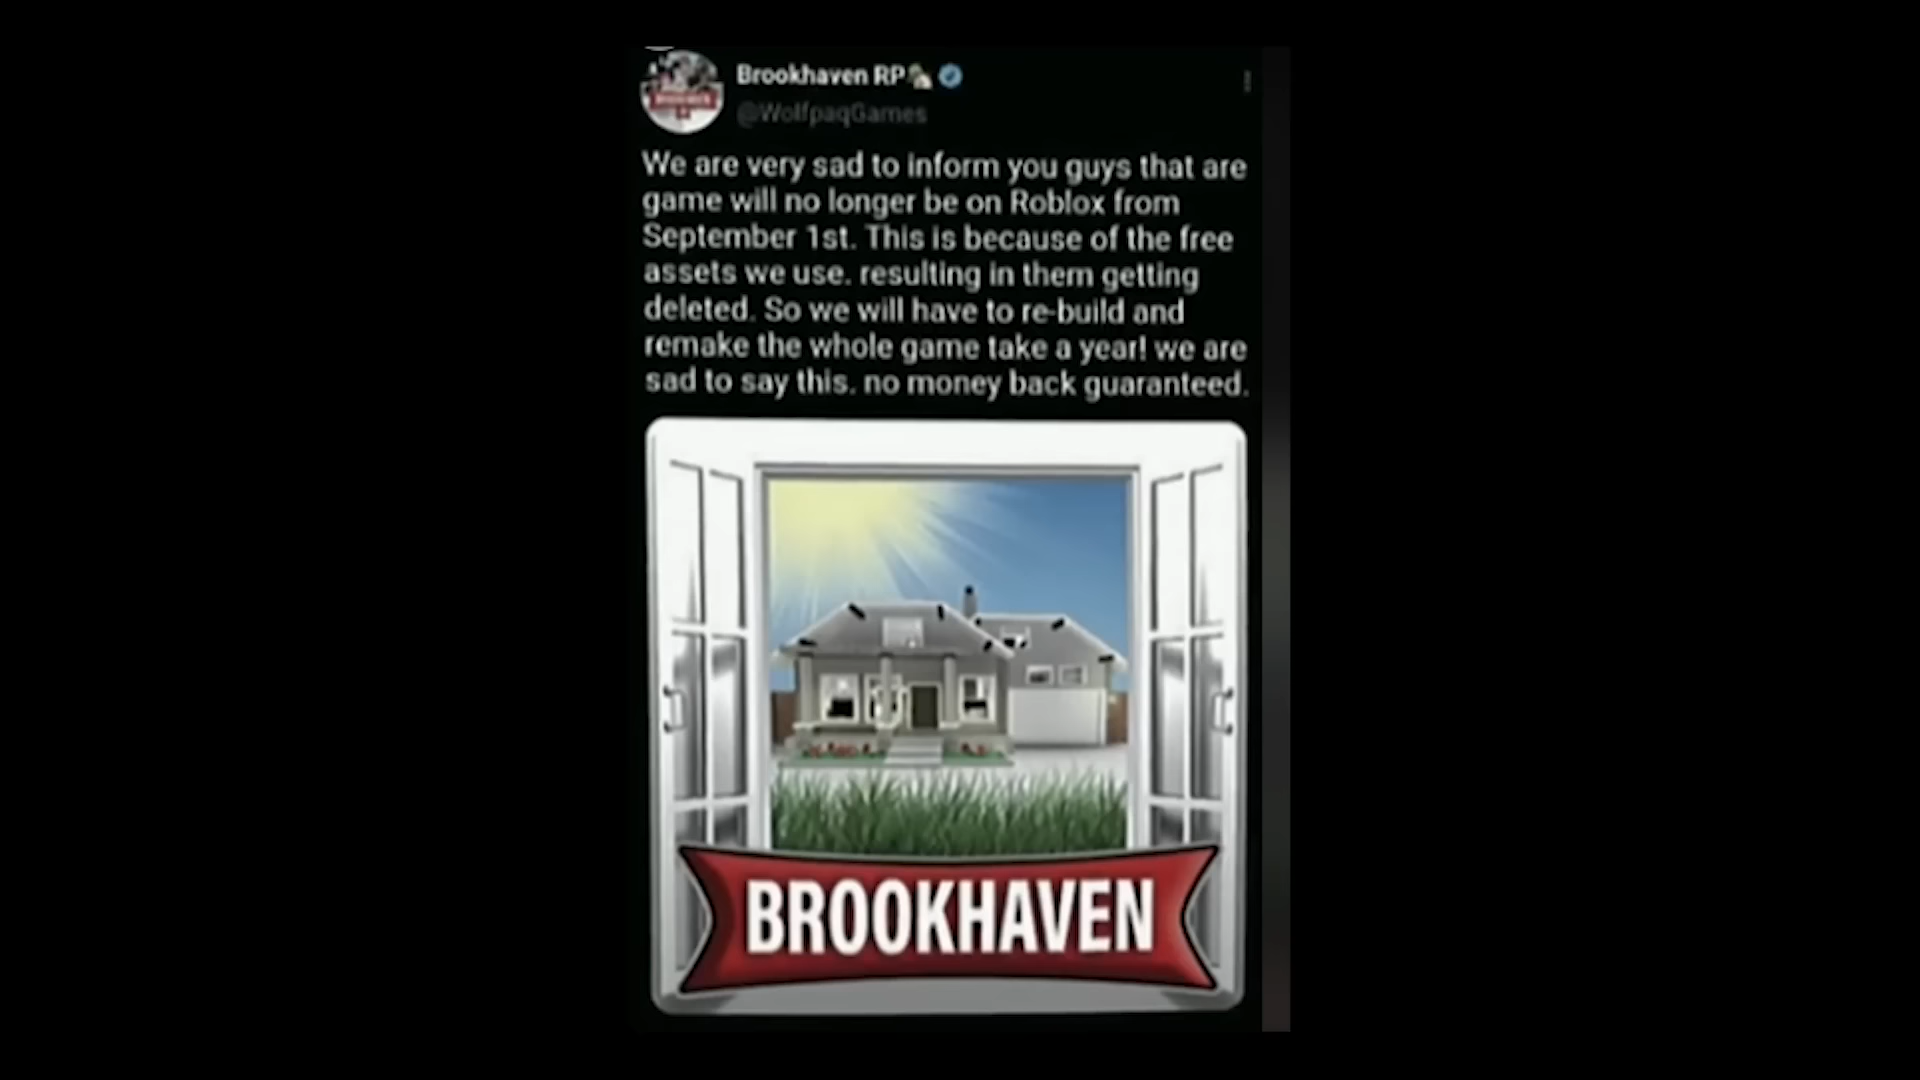 Brookhaven RP
@WolfpaqGames
We are very sad to inform you guys that are
game will no longer be on Roblox from
September 1st. This is because of the free
assets we use. resulting in them getting
deleted. So we will have to re-build and
remake the whole game take a year! we are
sad to say this. no money back guaranteed.
BROOKHAVEN